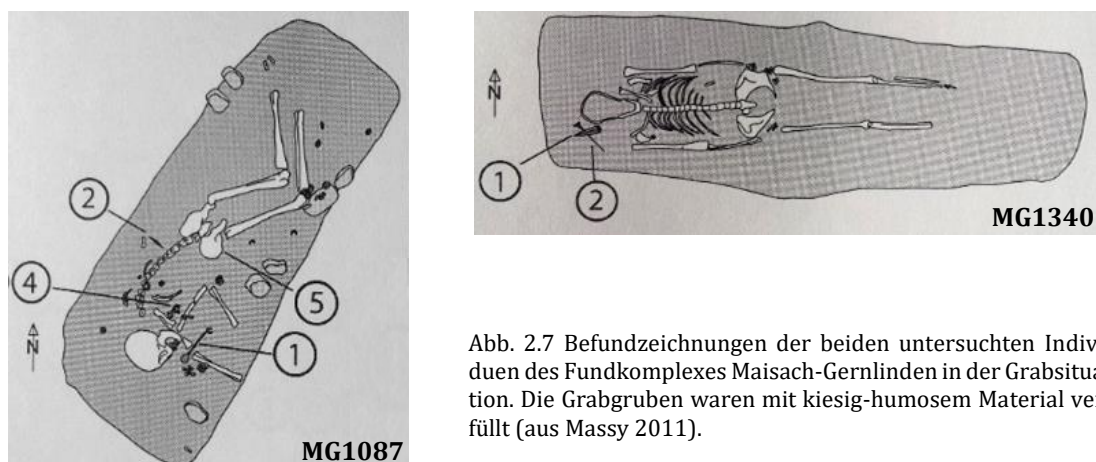 2
4
N
5
1
MG1087
N
1
2
MG1340
Abb. 2.7 Befundzeichnungen der beiden untersuchten Indivi
duen des Fundkomplexes Maisach-Gernlinden in der Grabsitua
tion. Die Grabgruben waren mit kiesig-humosem Material ver
füllt (aus Massy 2011).